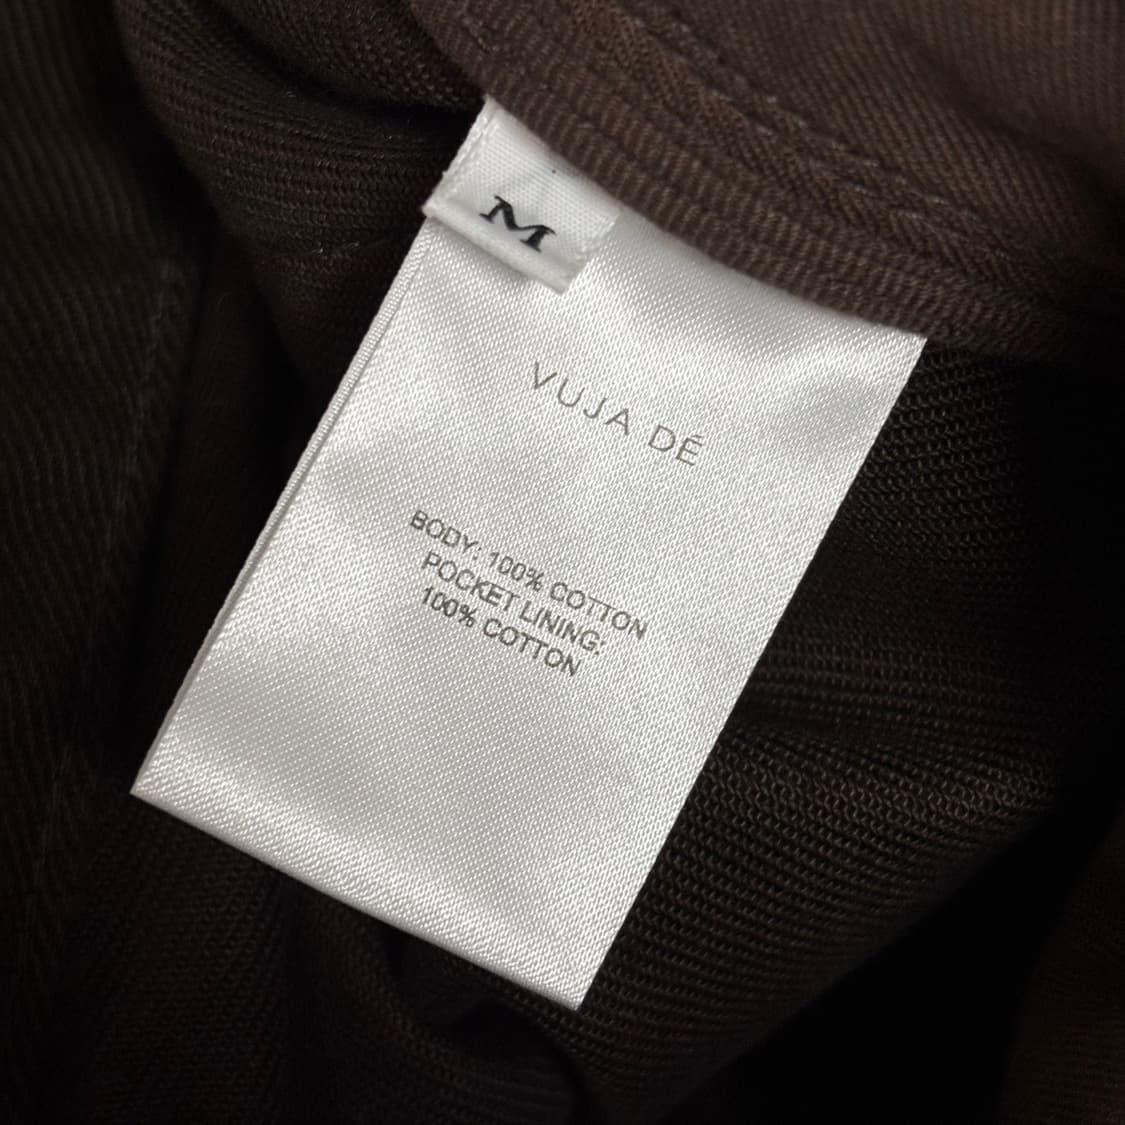 M
VUJA DÉ
BODY: 100% COTTON
POCKET LINING:
100% COTTON